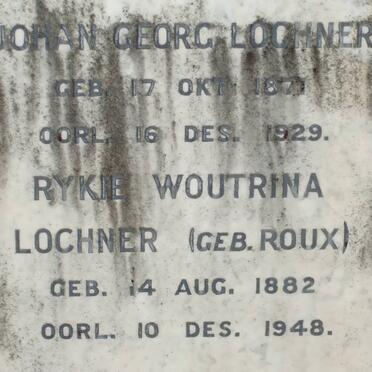 JOHAN GEORG LOCHNER
GEB. 17 OKT
OORL. 16 DES. 1929.
RYKIE WOUTRINA
LOCHNER (GEB. ROUX)
GEB. 14 AUG. 1882
OORL. 10 DES. 1948.